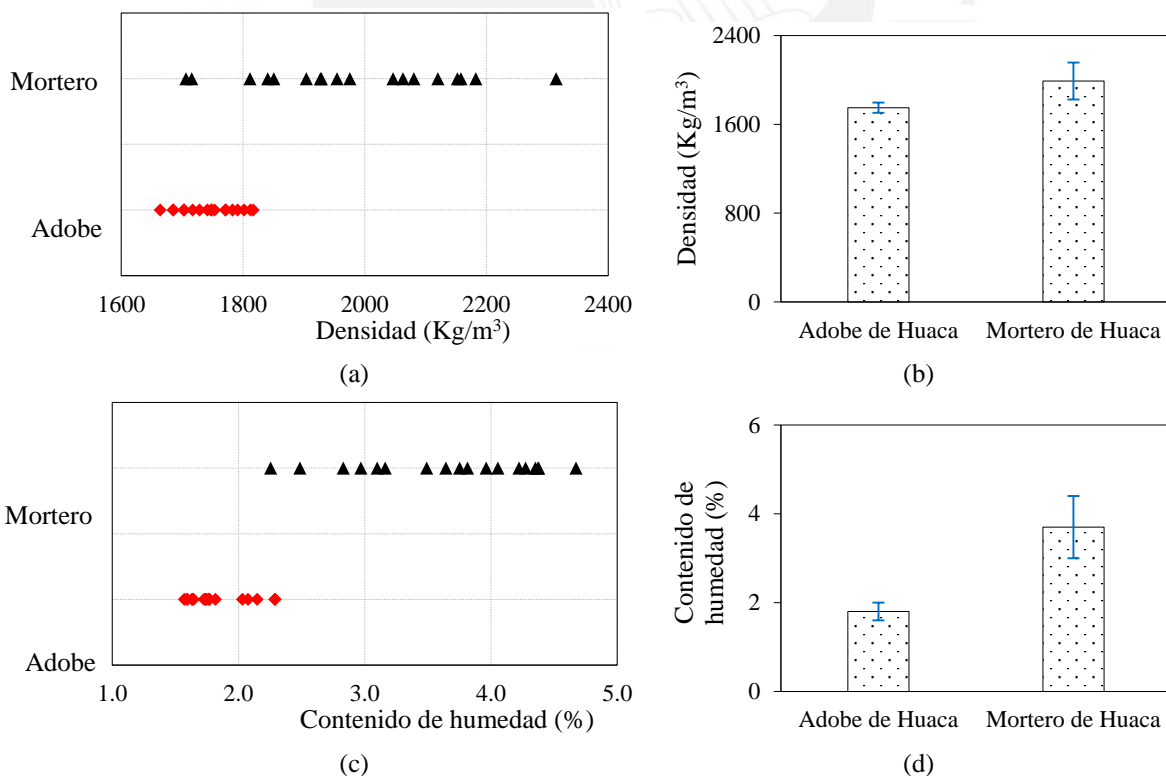 Mortero
Adobe
1600 1800 2000 2200 2400
Densidad (Kg/m³)
(a)
Densidad (Kg/m³)
2400
1600
800
0
Adobe de Huaca Mortero de Huaca
(b)
Mortero
Adobe
1.0 2.0 3.0 4.0 5.0
Contenido de humedad (%)
(c)
Contenido de
humedad (%)
6
4
2
0
Adobe de Huaca Mortero de Huaca
(d)